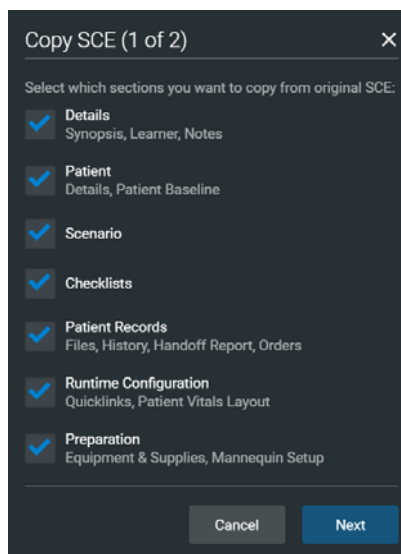 Copy SCE (1 of 2)
Select which sections you want to copy from original SCE:
Details
Synopsis, Learner, Notes
Patient
Details, Patient Baseline
Scenario
Checklists
Patient Records
Files, History, Handoff Report, Orders
Runtime Configuration
Quicklinks, Patient Vitals Layout
Preparation
Equipment & Supplies, Mannequin Setup
Cancel Next